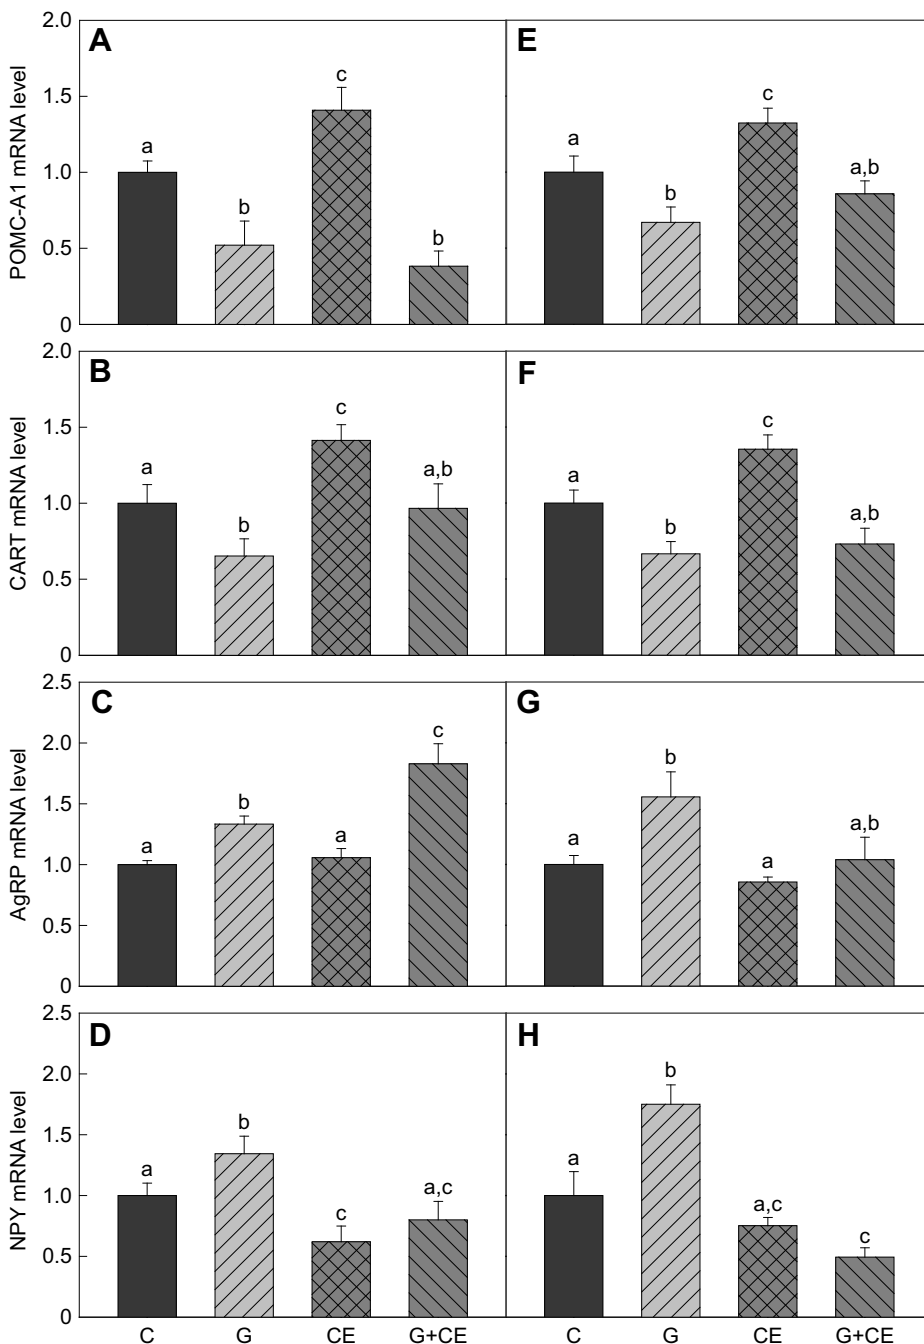 A
E
2.0
1.5
1.0
0.5
0
POMC-A1 mRNA level
a
b
c
b
a
b
c
a,b
B
F
2.0
1.5
1.0
0.5
0
CART mRNA level
a
b
c
a,b
a
b
c
a,b
C
G
2.5
2.0
1.5
1.0
0.5
0
AgRP mRNA level
a
b
a
c
a
b
a
a,b
D
H
2.5
2.0
1.5
1.0
0.5
0
NPY mRNA level
a
b
c
a,c
a
b
a,c
c
C G CE G+CE C G CE G+CE